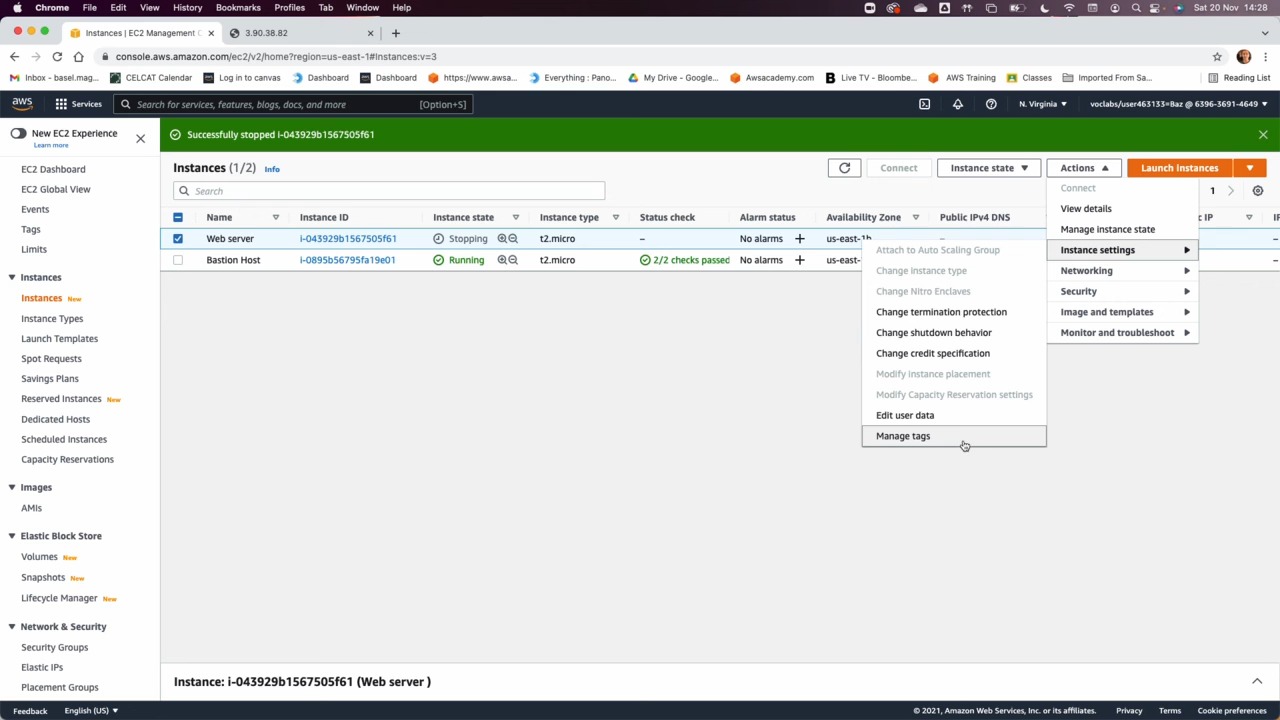 Chrome File Edit View History Bookmarks Profiles Tab Window Help Sat 20 Nov 14:28
Instances | EC2 Management C 3.90.38.82
console.aws.amazon.com/ec2/v2/home?region=us-east-1#Instances:v=3
Inbox - basel.mag... CELCAT Calendar Log in to canvas Dashboard Dashboard https://www.awsa... Everything : Pano... My Drive - Google... Awsacademy.com Live TV - Bloombe... AWS Training Classes Imported From Sa... Reading List
aws Services Search for services, features, blogs, docs, and more [Option+S] N. Virginia voclabs/user463133=Baz @ 6396-3691-4649
New EC2 Experience
Learn more
Successfully stopped i-043929b1567505f61
EC2 Dashboard
EC2 Global View
Events
Tags
Limits
Instances
Instances New
Instance Types
Launch Templates
Spot Requests
Savings Plans
Reserved Instances New
Dedicated Hosts
Scheduled Instances
Capacity Reservations
Images
AMIs
Elastic Block Store
Volumes New
Snapshots New
Lifecycle Manager New
Network & Security
Security Groups
Elastic IPs
Placement Groups
Instances (1/2) Info Connect Instance state Actions Launch instances
Search 1
Name Instance ID Instance state Instance type Status check Alarm status Availability Zone Public IPv4 DNS IP
Web server i-043929b1567505f61 Stopping t2.micro – No alarms + us-east-1b –
Bastion Host i-0895b56795fa19e01 Running t2.micro 2/2 checks passed No alarms + us-east-
Connect
View details
Manage instance state
Instance settings
Networking
Security
Image and templates
Monitor and troubleshoot
Attach to Auto Scaling Group
Change instance type
Change Nitro Enclaves
Change termination protection
Change shutdown behavior
Change credit specification
Modify instance placement
Modify Capacity Reservation settings
Edit user data
Manage tags
Instance: i-043929b1567505f61 (Web server )
Feedback English (US) © 2021, Amazon Web Services, Inc. or its affiliates. Privacy Terms Cookie preferences